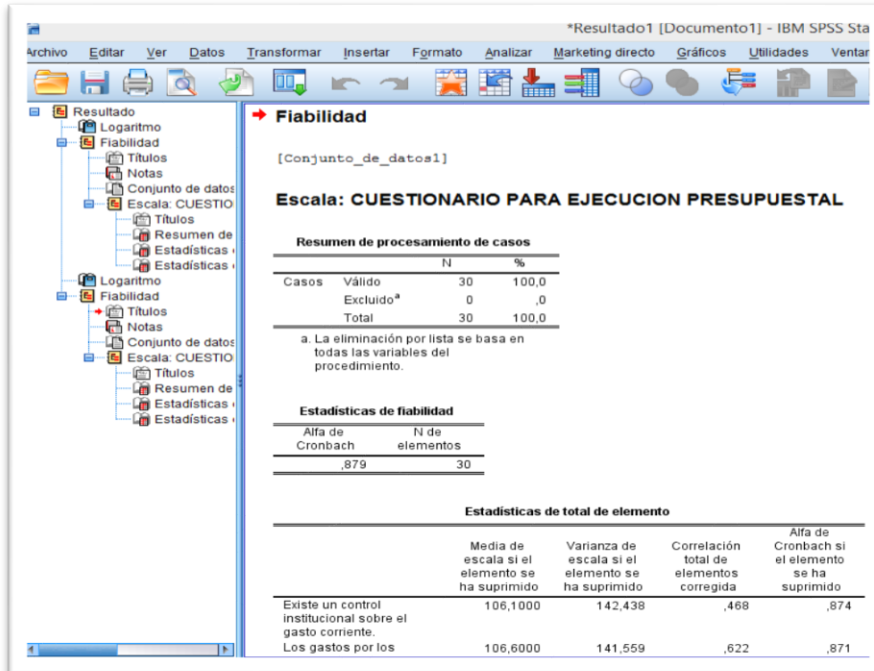 *Resultado1 [Documento1] - IBM SPSS Sta
Archivo Editar Ver Datos Transformar Insertar Formato Analizar Marketing directo Gráficos Utilidades Ventan
Resultado
Logaritmo
Fiabilidad
Títulos
Notas
Conjunto de datos
Escala: CUESTIO
Títulos
Resumen de
Estadísticas
Estadísticas
Logaritmo
Fiabilidad
Títulos
Notas
Conjunto de datos
Escala: CUESTIO
Títulos
Resumen de
Estadísticas
Estadísticas
Fiabilidad
[Conjunto_de_datos1]
Escala: CUESTIONARIO PARA EJECUCION PRESUPUESTAL
Resumen de procesamiento de casos
N %
Casos Válido 30 100,0
Excluido^a 0 ,0
Total 30 100,0
a. La eliminación por lista se basa en
todas las variables del
procedimiento.
Estadísticas de fiabilidad
Alfa de N de
Cronbach elementos
,879 30
Estadísticas de total de elemento
Alfa de
Media de Varianza de Correlación Cronbach si
escala si el escala si el total de el elemento
elemento se elemento se elementos se ha
ha suprimido ha suprimido corregida suprimido
Existe un control 106,1000 142,438 ,468 ,874
institucional sobre el
gasto corriente.
Los gastos por los 106,6000 141,559 ,622 ,871